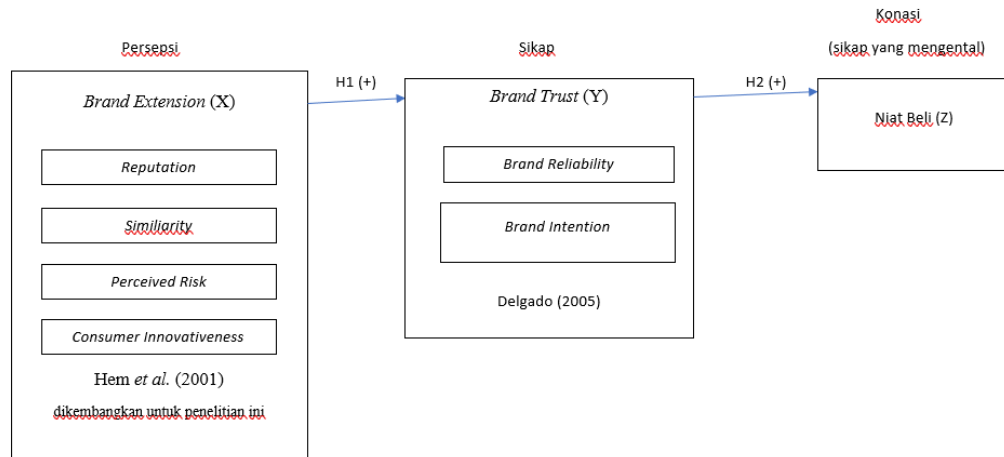 Persepsi
Brand Extension (X)
Reputation
Similiarity
Perceived Risk
Consumer Innovativeness
Hem et al. (2001)
dikembangkan untuk penelitian ini
H1 (+)
Sikap
Brand Trust (Y)
Brand Reliability
Brand Intention
Delgado (2005)
H2 (+)
Konasi
(sikap yang mengental)
Niat Beli (Z)